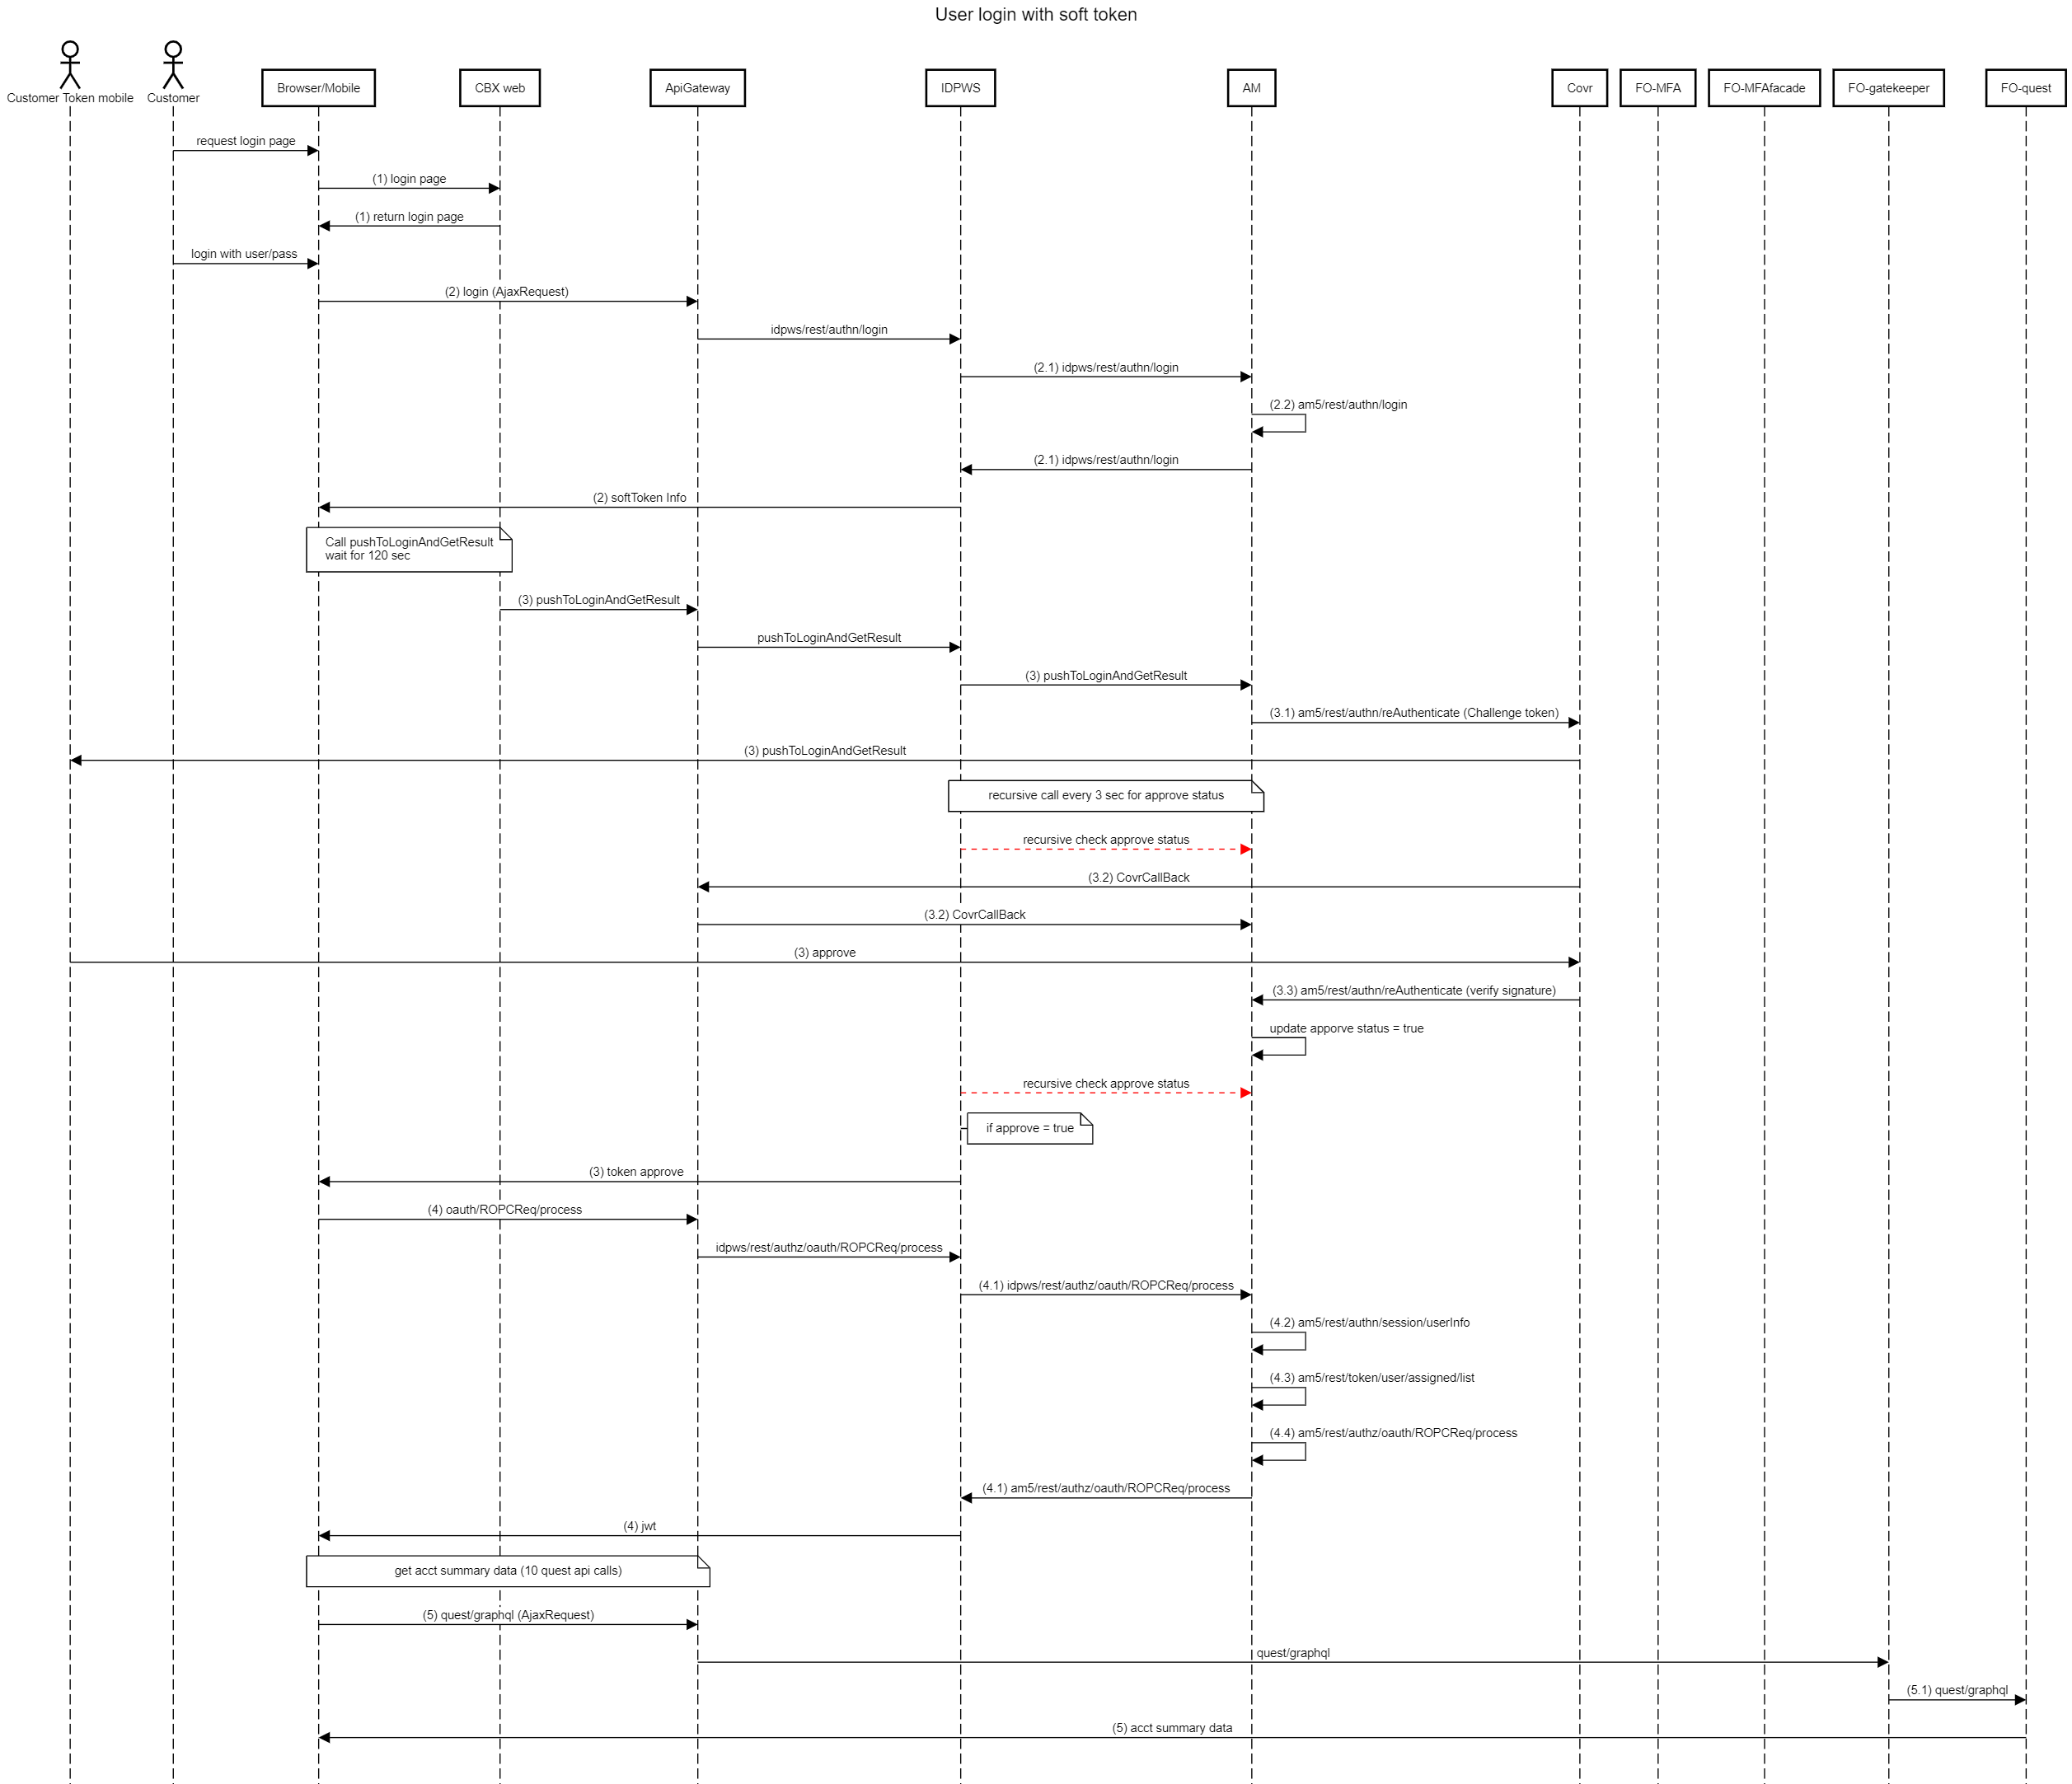 User login with soft token
Customer Token mobile
Customer
Browser/Mobile
CBX web
ApiGateway
IDPWS
AM
Covr
FO-MFA
FO-MFAfacade
FO-gatekeeper
FO-quest
request login page
(1) login page
(1) return login page
login with user/pass
(2) login (AjaxRequest)
idpws/rest/authn/login
(2.1) idpws/rest/authn/login
(2.2) am5/rest/authn/login
(2.1) idpws/rest/authn/login
(2) softToken Info
Call pushToLoginAndGetResult
wait for 120 sec
(3) pushToLoginAndGetResult
pushToLoginAndGetResult
(3) pushToLoginAndGetResult
(3.1) am5/rest/authn/reAuthenticate (Challenge token)
(3) pushToLoginAndGetResult
recursive call every 3 sec for approve status
recursive check approve status
(3.2) CovrCallBack
(3.2) CovrCallBack
(3) approve
(3.3) am5/rest/authn/reAuthenticate (verify signature)
update apporve status = true
recursive check approve status
if approve = true
(3) token approve
(4) oauth/ROPCReq/process
idpws/rest/authz/oauth/ROPCReq/process
(4.1) idpws/rest/authz/oauth/ROPCReq/process
(4.2) am5/rest/authn/session/userInfo
(4.3) am5/rest/token/user/assigned/list
(4.4) am5/rest/authz/oauth/ROPCReq/process
(4.1) am5/rest/authz/oauth/ROPCReq/process
(4) jwt
get acct summary data (10 quest api calls)
(5) quest/graphql (AjaxRequest)
quest/graphql
(5.1) quest/graphql
(5) acct summary data